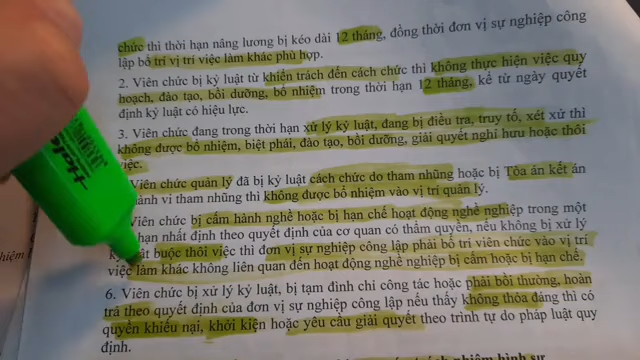 chức thì thời hạn nâng lương bị kéo dài 12 tháng, đồng thời đơn vị sự nghiệp công
lập bố trí vị trí việc làm khác phù hợp.
2. Viên chức bị kỷ luật từ khiển trách đến cách chức thì không thực hiện việc quy
hoạch, đào tạo, bồi dưỡng, bổ nhiệm trong thời hạn 12 tháng, kể từ ngày quyết
định kỷ luật có hiệu lực.
3. Viên chức đang trong thời hạn xử lý kỷ luật, đang bị điều tra, truy tố, xét xử thì
không được bổ nhiệm, biệt phái, đào tạo, bồi dưỡng, giải quyết nghỉ hưu hoặc thôi
việc.
Viên chức quản lý đã bị kỷ luật cách chức do tham nhũng hoặc bị Tòa án kết án
hành vi tham nhũng thì không được bổ nhiệm vào vị trí quản lý.
Viên chức bị cấm hành nghề hoặc bị hạn chế hoạt động nghề nghiệp trong một
hạn nhất định theo quyết định của cơ quan có thẩm quyền, nếu không bị xử lý
buộc thôi việc thì đơn vị sự nghiệp công lập phải bố trí viên chức vào vị trí
việc làm khác không liên quan đến hoạt động nghề nghiệp bị cấm hoặc bị hạn chế.
6. Viên chức bị xử lý kỷ luật, bị tạm đình chỉ công tác hoặc phải bồi thường, hoàn
trả theo quyết định của đơn vị sự nghiệp công lập nếu thấy không thỏa đáng thì có
quyền khiếu nại, khởi kiện hoặc yêu cầu giải quyết theo trình tự do pháp luật quy
định.